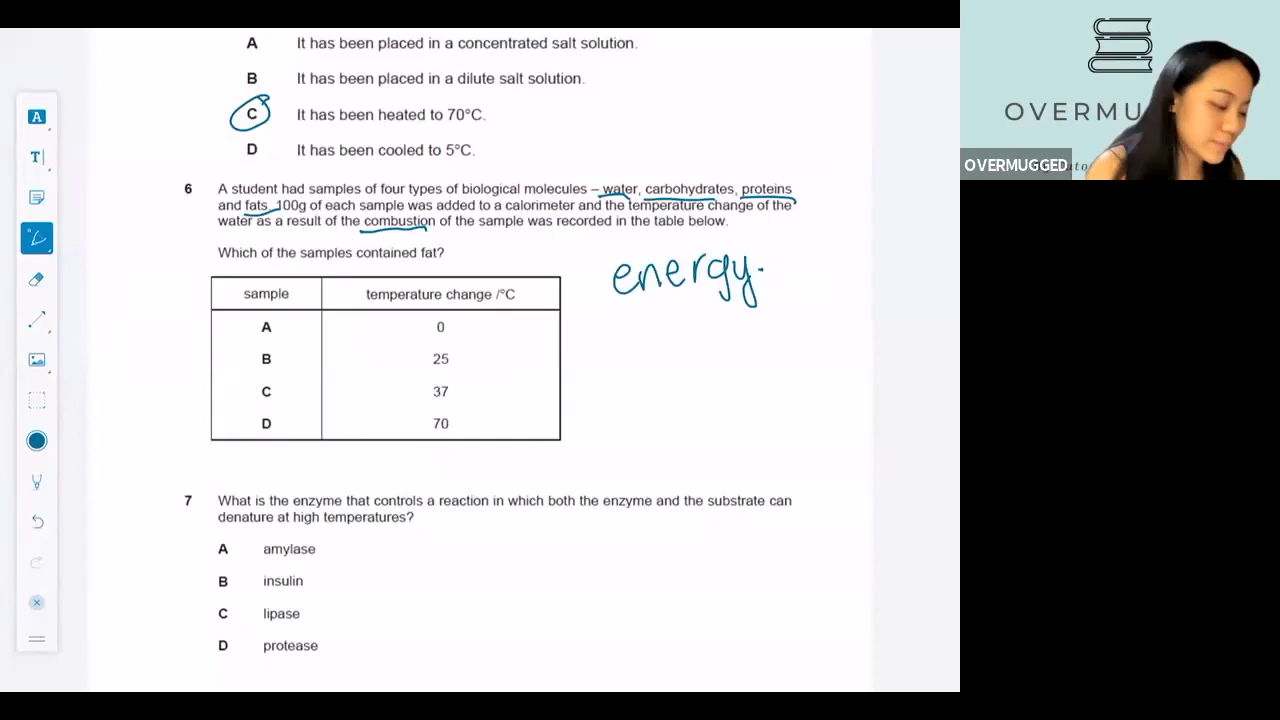 A It has been placed in a concentrated salt solution.
B It has been placed in a dilute salt solution.
C It has been heated to 70°C.
D It has been cooled to 5°C.
6 A student had samples of four types of biological molecules – water, carbohydrates, proteins
and fats. 100g of each sample was added to a calorimeter and the temperature change of the
water as a result of the combustion of the sample was recorded in the table below.
Which of the samples contained fat?
energy.
sample temperature change /°C
A 0
B 25
C 37
D 70
7 What is the enzyme that controls a reaction in which both the enzyme and the substrate can
denature at high temperatures?
A amylase
B insulin
C lipase
D protease
A
T
OVERMU
OVERMUGGED